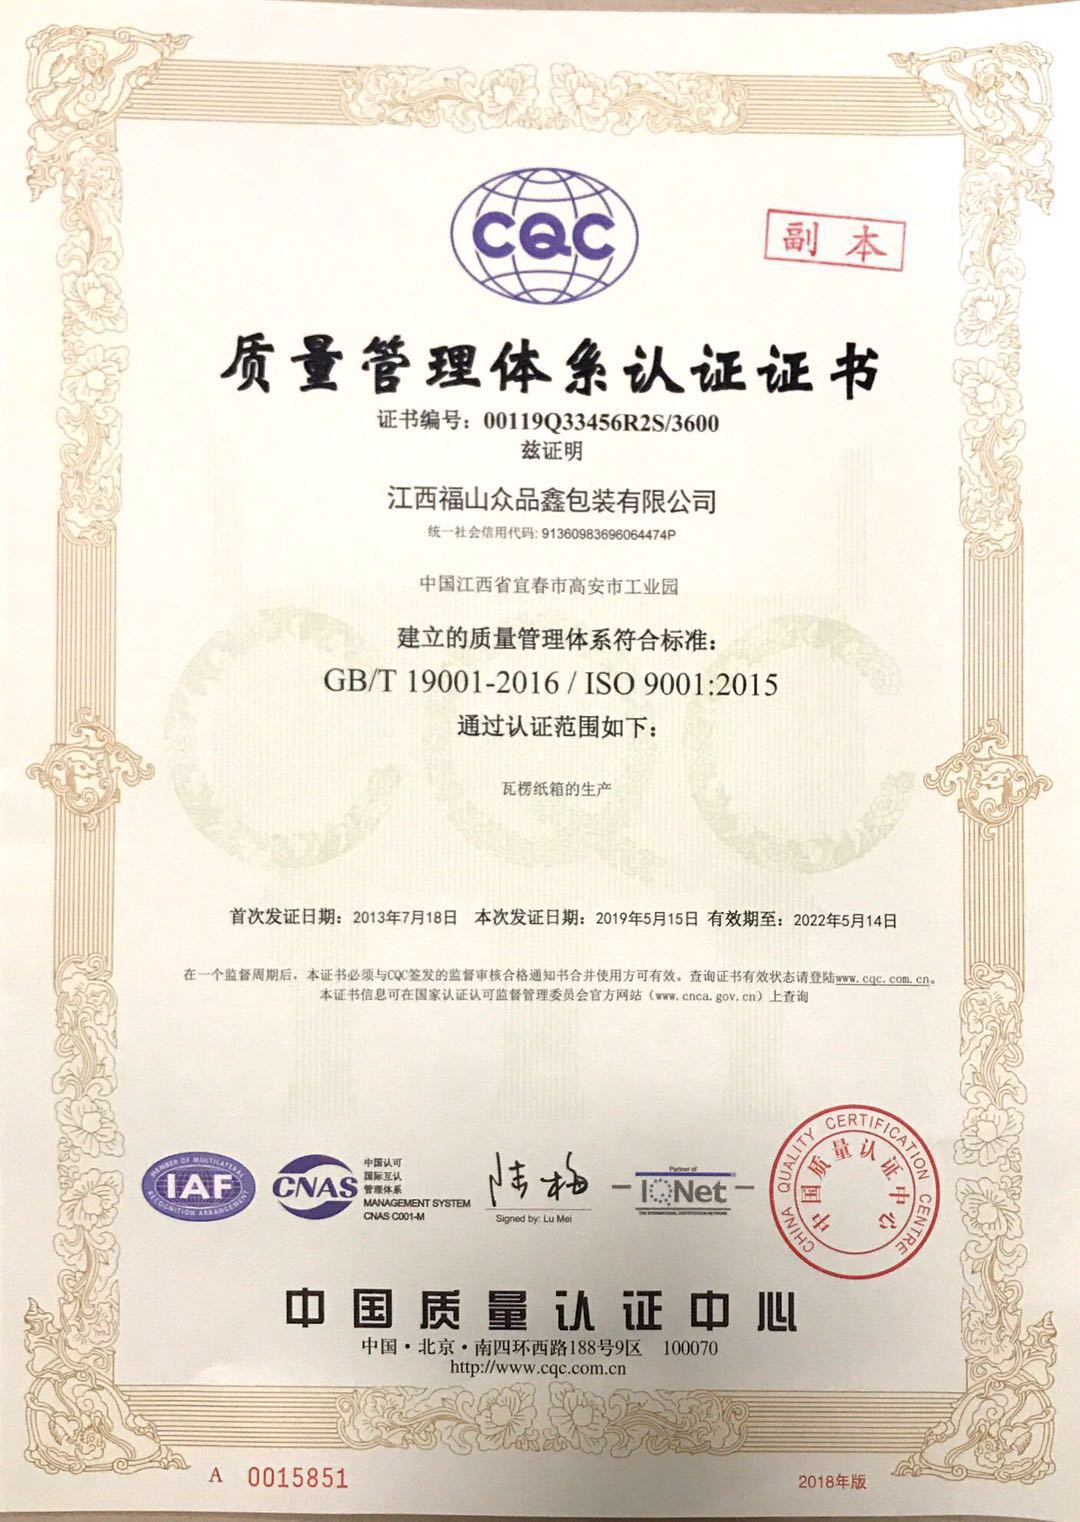 CQC
副 本
质量管理体系认证证书
证书编号：00119Q33456R2S/3600
兹证明
江西福山众品鑫包装有限公司
统一社会信用代码: 91360983696064474P
中国江西省宜春市高安市工业园
建立的质量管理体系符合标准：
GB/T 19001-2016 / ISO 9001:2015
通过认证范围如下：
瓦楞纸箱的生产
首次发证日期：2013年7月18日 本次发证日期：2019年5月15日 有效期至：2022年5月14日
在一个监督周期后，本证书必须与CQC签发的监督审核合格通知书合并使用方可有效。查询证书有效状态请登陆www.cqc.com.cn。
本证书信息可在国家认证认可监督管理委员会官方网站（www.cnca.gov.cn）上查询
MEMBER OF MULTILATERAL
IAF
RECOGNITION ARRANGEMENT
CNAS
中国认可
国际互认
管理体系
MANAGEMENT SYSTEM
CNAS C001-M
陆梅
Signed by: Lu Mei
Partner of
IQNet
THE INTERNATIONAL CERTIFICATION NETWORK
CHINA QUALITY CERTIFICATION CENTRE
中国质量认证中心
中国质量认证中心
中国·北京·南四环西路188号9区 100070
http://www.cqc.com.cn
A 0015851
2018年版